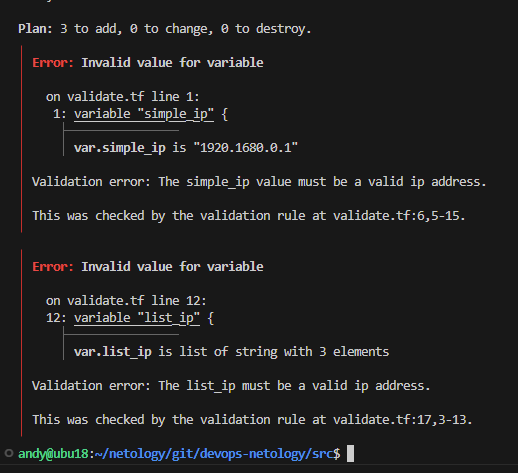 Plan: 3 to add, 0 to change, 0 to destroy.
Error: Invalid value for variable
on validate.tf line 1:
1: variable "simple_ip" {
var.simple_ip is "1920.1680.0.1"
Validation error: The simple_ip value must be a valid ip address.
This was checked by the validation rule at validate.tf:6,5-15.
Error: Invalid value for variable
on validate.tf line 12:
12: variable "list_ip" {
var.list_ip is list of string with 3 elements
Validation error: The list_ip must be a valid ip address.
This was checked by the validation rule at validate.tf:17,3-13.
andy@ubu18:~/netology/git/devops-netology/src$